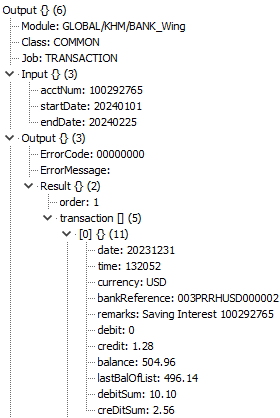 Output {} (6)
Module: GLOBAL/KHM/BANK_Wing
Class: COMMON
Job: TRANSACTION
Input {} (3)
acctNum: 100292765
startDate: 20240101
endDate: 20240225
Output {} (3)
ErrorCode: 00000000
ErrorMessage:
Result {} (2)
order: 1
transaction [] (5)
[0] {} (11)
date: 20231231
time: 132052
currency: USD
bankReference: 003PRRHUSD000002
remarks: Saving Interest 100292765
debit: 0
credit: 1.28
balance: 504.96
lastBalOfList: 496.14
debitSum: 10.10
creDitSum: 2.56